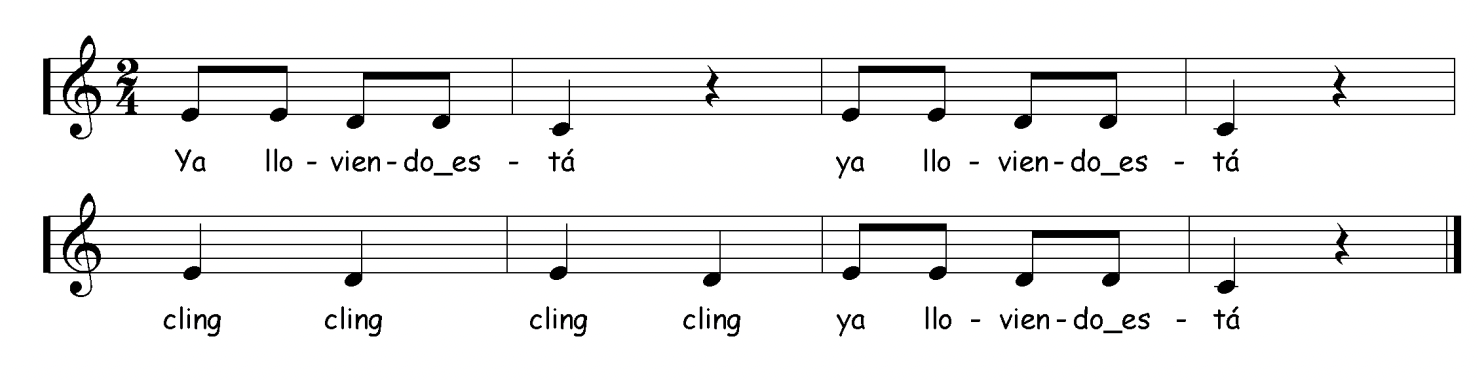 2
4
Ya llo - vien - do_es - tá ya llo - vien - do_es - tá
cling cling cling cling ya llo - vien - do_es - tá